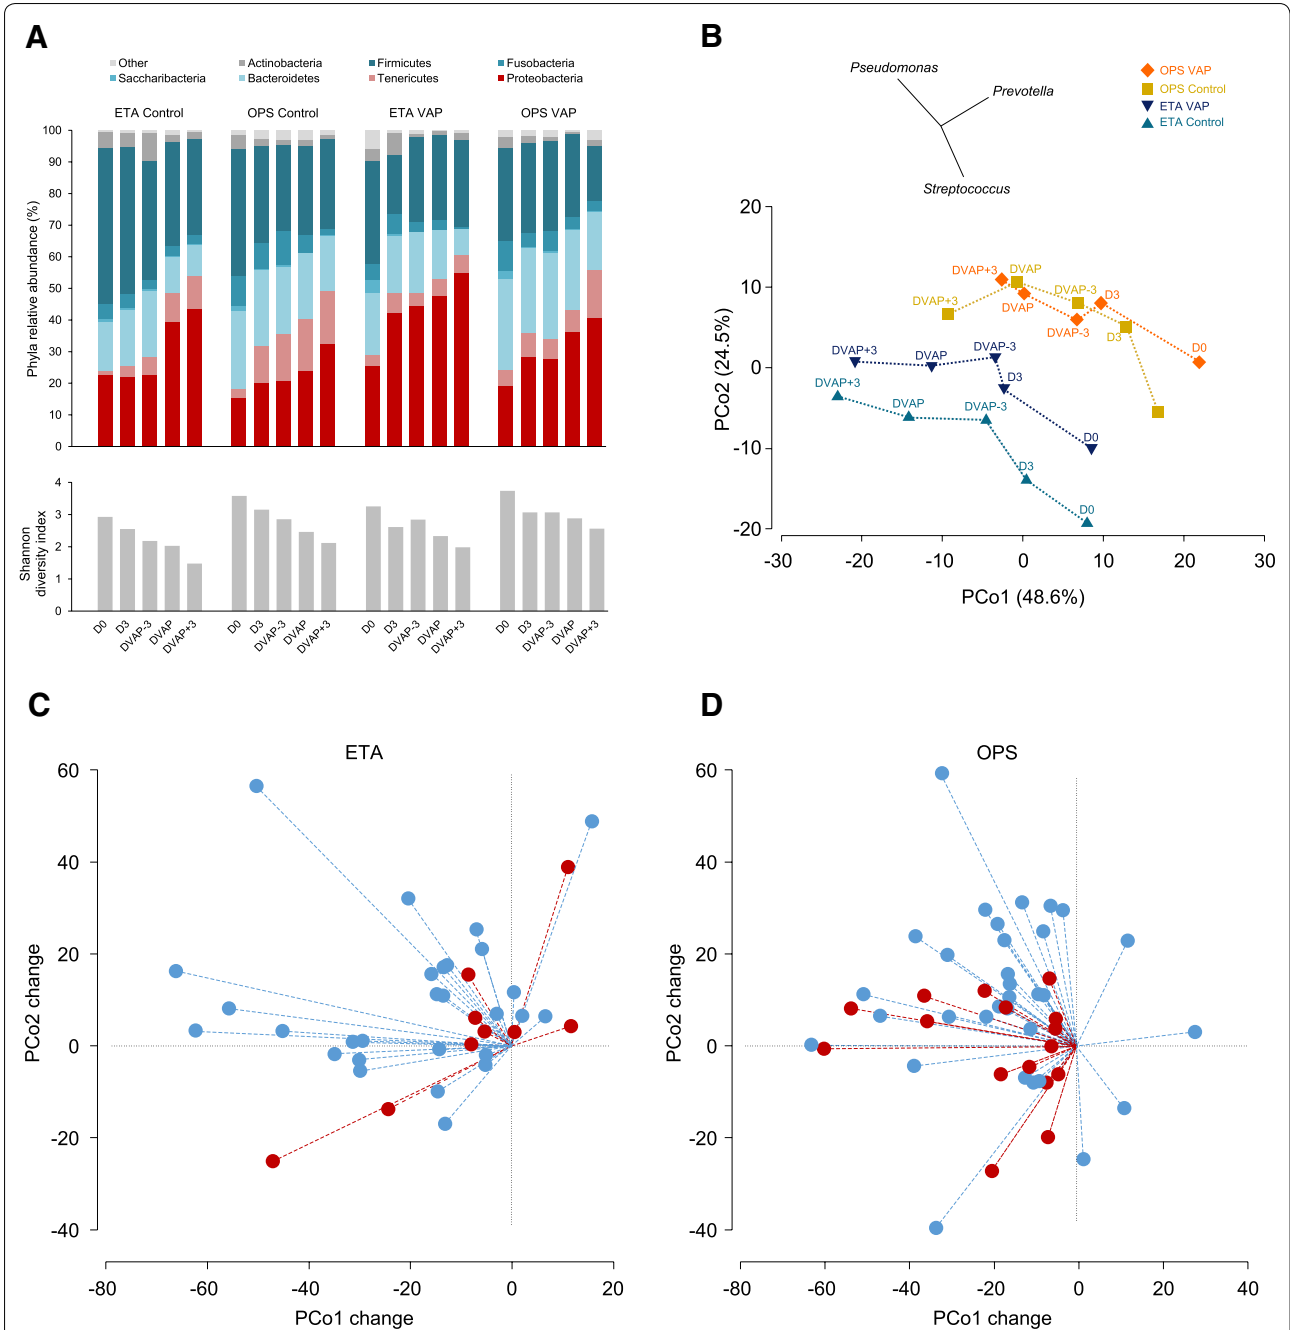 A
Other
Actinobacteria
Firmicutes
Fusobacteria
Saccharibacteria
Bacteroidetes
Tenericutes
Proteobacteria
ETA Control
OPS Control
ETA VAP
OPS VAP
Phyla relative abundance (%)
100
90
80
70
60
50
40
30
20
10
0
Shannon
diversity index
4
3
2
1
0
D0
D3
DVAP-3
DVAP
DVAP+3
D0
D3
DVAP-3
DVAP
DVAP+3
D0
D3
DVAP-3
DVAP
DVAP+3
D0
D3
DVAP-3
DVAP
DVAP+3
B
Pseudomonas
Prevotella
Streptococcus
OPS VAP
OPS Control
ETA VAP
ETA Control
PCo2 (24.5%)
20
10
0
-10
-20
DVAP+3
DVAP
DVAP-3
D3
DVAP+3
DVAP
DVAP-3
D3
D0
DVAP+3
DVAP
DVAP-3
D3
D0
DVAP+3
DVAP
DVAP-3
D3
D0
-30
-20
-10
0
10
20
30
PCo1 (48.6%)
C
ETA
PCo2 change
60
40
20
0
-20
-40
-80
-60
-40
-20
0
20
PCo1 change
D
OPS
PCo2 change
60
40
20
0
-20
-40
-80
-60
-40
-20
0
20
40
PCo1 change